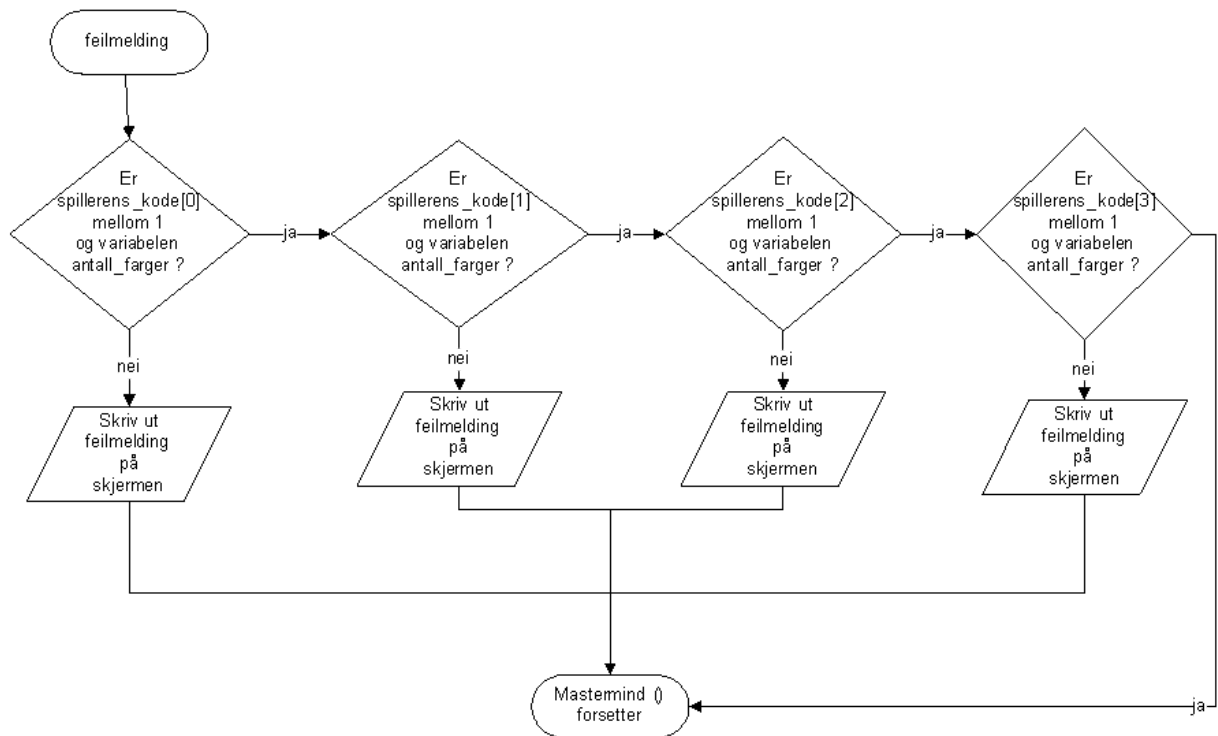 feilmelding
Er
spillerens_kode[0]
mellom 1
og variabelen
antall_farger ?
ja
Er
spillerens_kode[1]
mellom 1
og variabelen
antall_farger ?
ja
Er
spillerens_kode[2]
mellom 1
og variabelen
antall_farger ?
ja
Er
spillerens_kode[3]
mellom 1
og variabelen
antall_farger ?
nei
nei
nei
nei
Skriv ut
feilmelding
på
skjermen
Skriv ut
feilmelding
på
skjermen
Skriv ut
feilmelding
på
skjermen
Skriv ut
feilmelding
på
skjermen
Mastermind ()
forsetter
ja